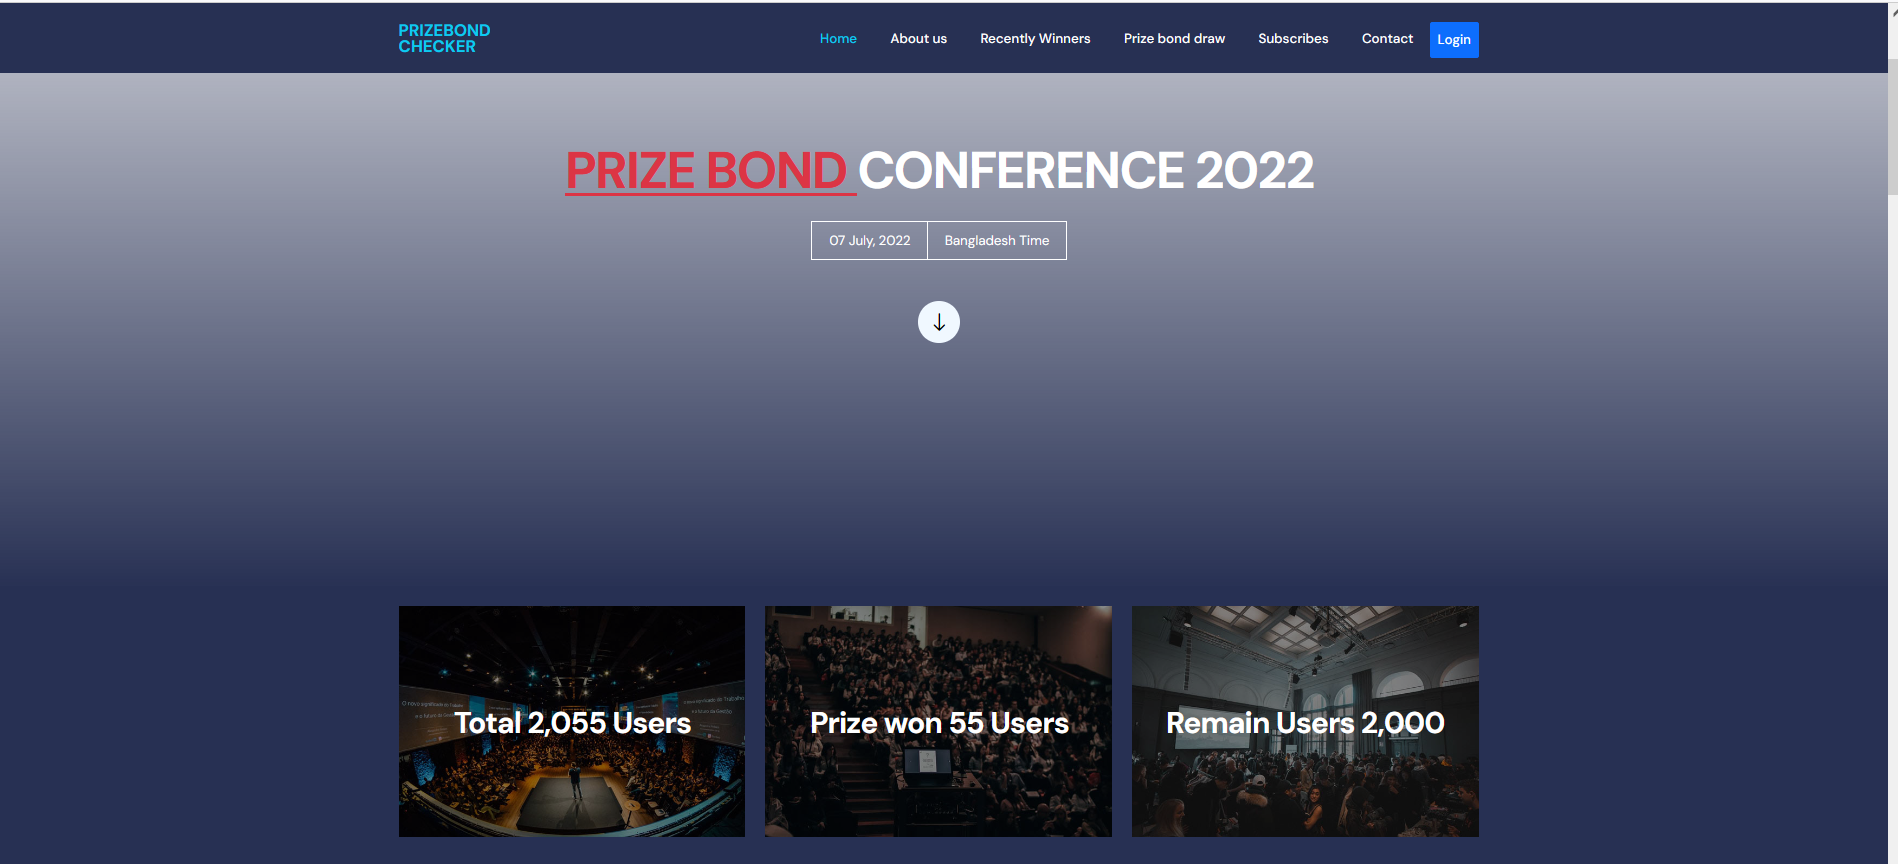 PRIZEBOND
CHECKER
Home About us Recently Winners Prize bond draw Subscribes Contact Login
PRIZE BOND CONFERENCE 2022
07 July, 2022 Bangladesh Time
Total 2,055 Users
Prize won 55 Users
Remain Users 2,000